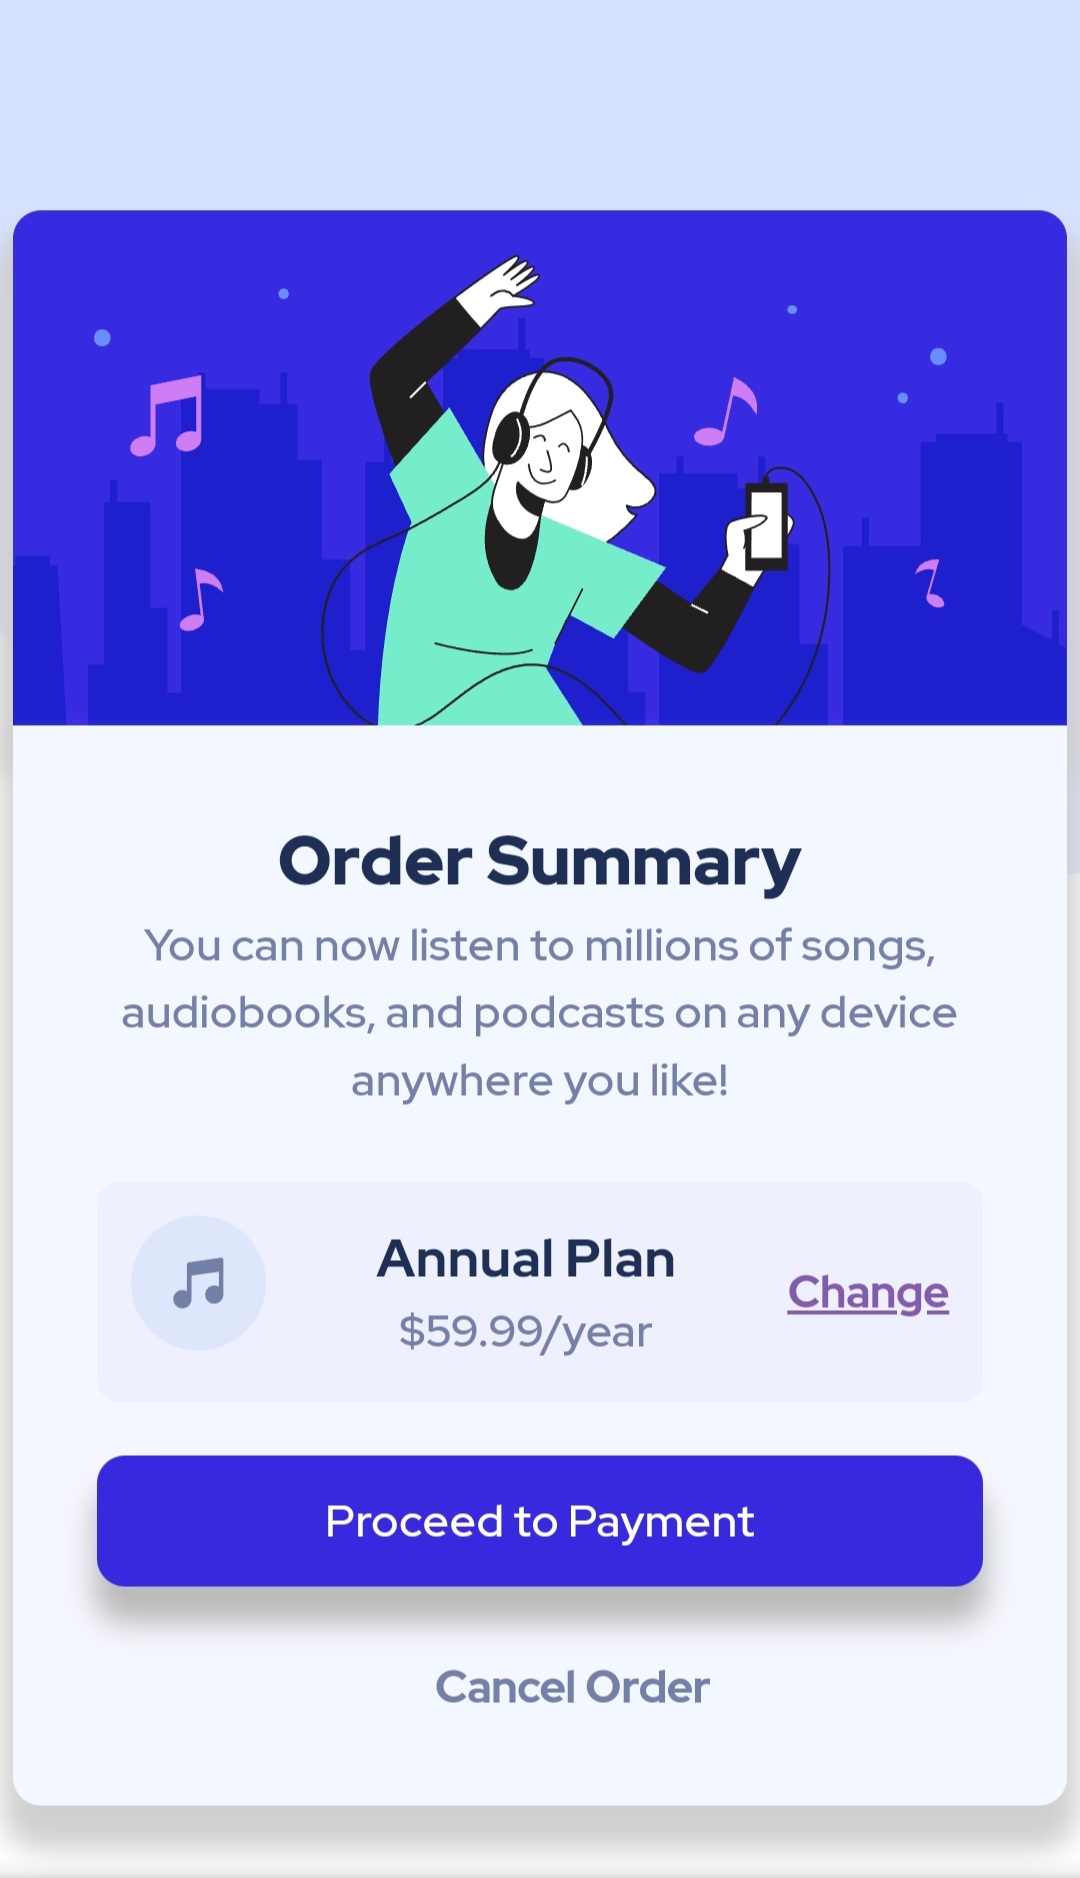 Order Summary
You can now listen to millions of songs,
audiobooks, and podcasts on any device
anywhere you like!
Annual Plan
$59.99/year
Change
Proceed to Payment
Cancel Order